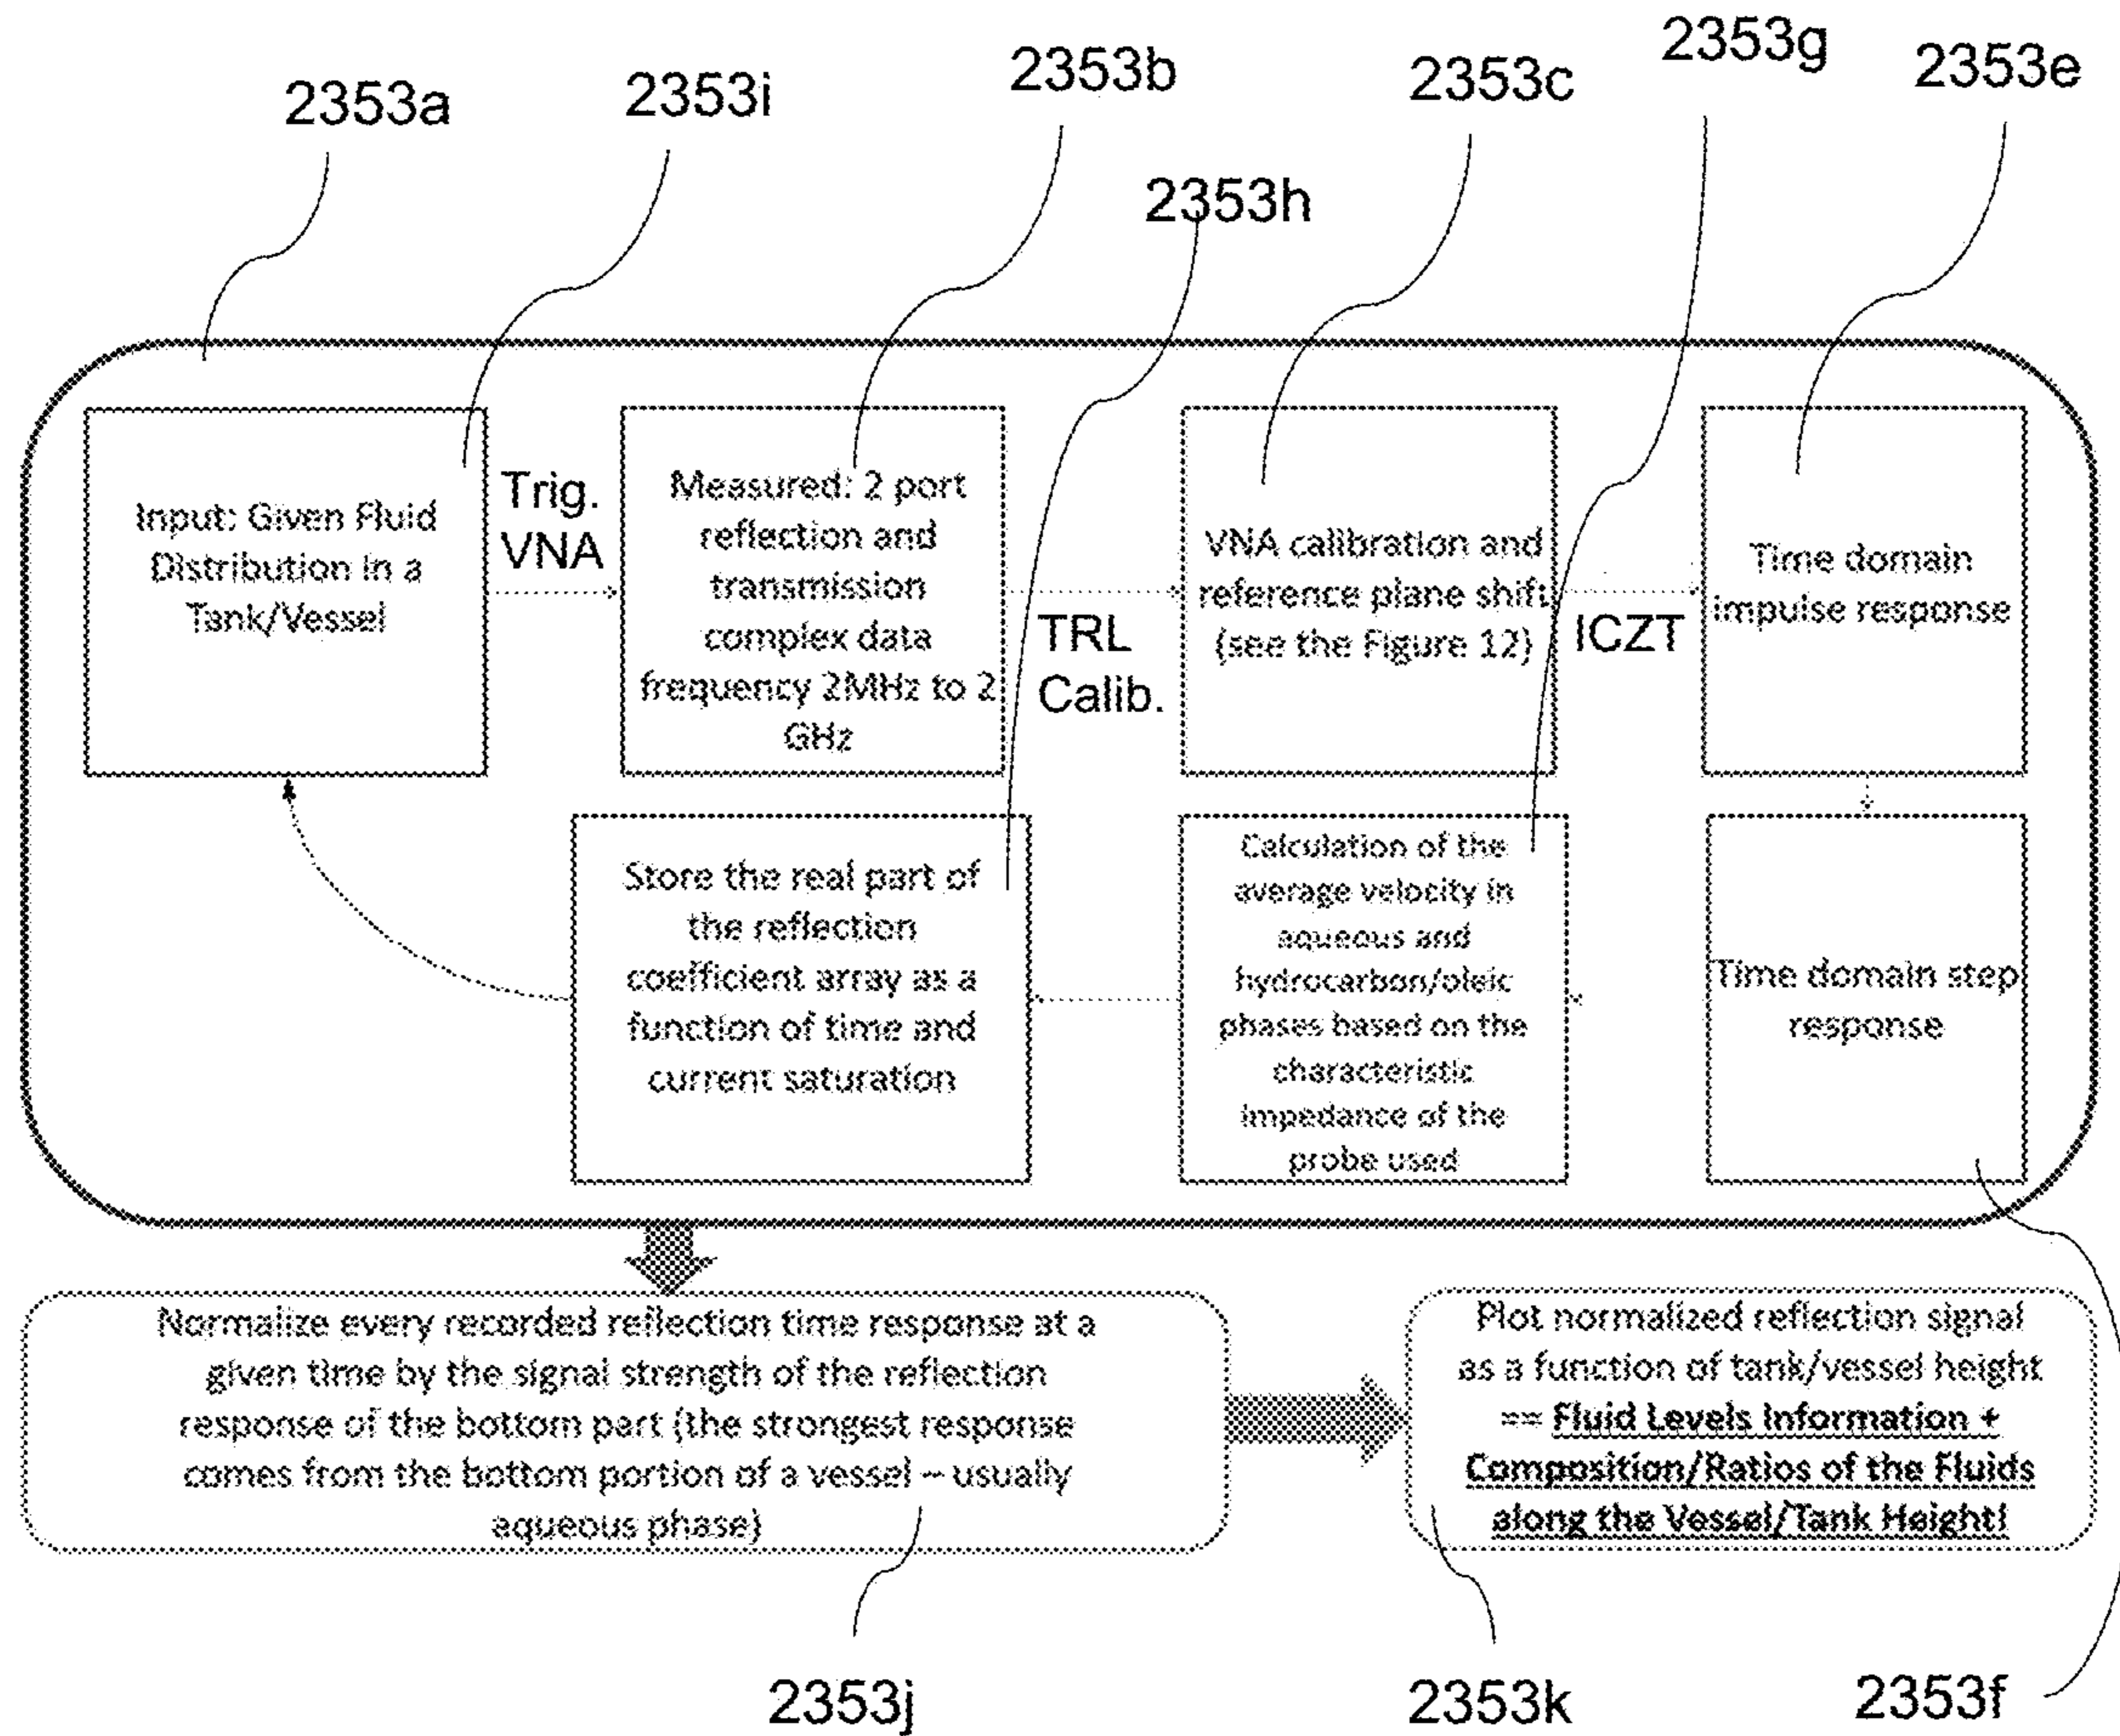 2353a
2353i
2353b
2353c
2353g
2353e
2353h
Input: Given Fluid
Distribution in a
Tank/Vessel
Trig.
VNA
Measured: 2 port
reflection and
transmission
complex data
frequency 2MHz to 2
GHz
TRL
Calib.
VNA calibration and
reference plane shift
(see the Figure 12)
ICZT
Time domain
impulse response
Store the real part of
the reflection
coefficient array as a
function of time and
current saturation
Calculation of the
average velocity in
aqueous and
hydrocarbon/oleic
phases based on the
characteristic
impedance of the
probe used
Time domain step
response
Normalize every recorded reflection time response at a
given time by the signal strength of the reflection
response of the bottom part (the strongest response
comes from the bottom portion of a vessel – usually
aqueous phase)
Plot normalized reflection signal
as a function of tank/vessel height
== Fluid Levels Information +
Composition/Ratios of the Fluids
along the Vessel/Tank Height!
2353j
2353k
2353f